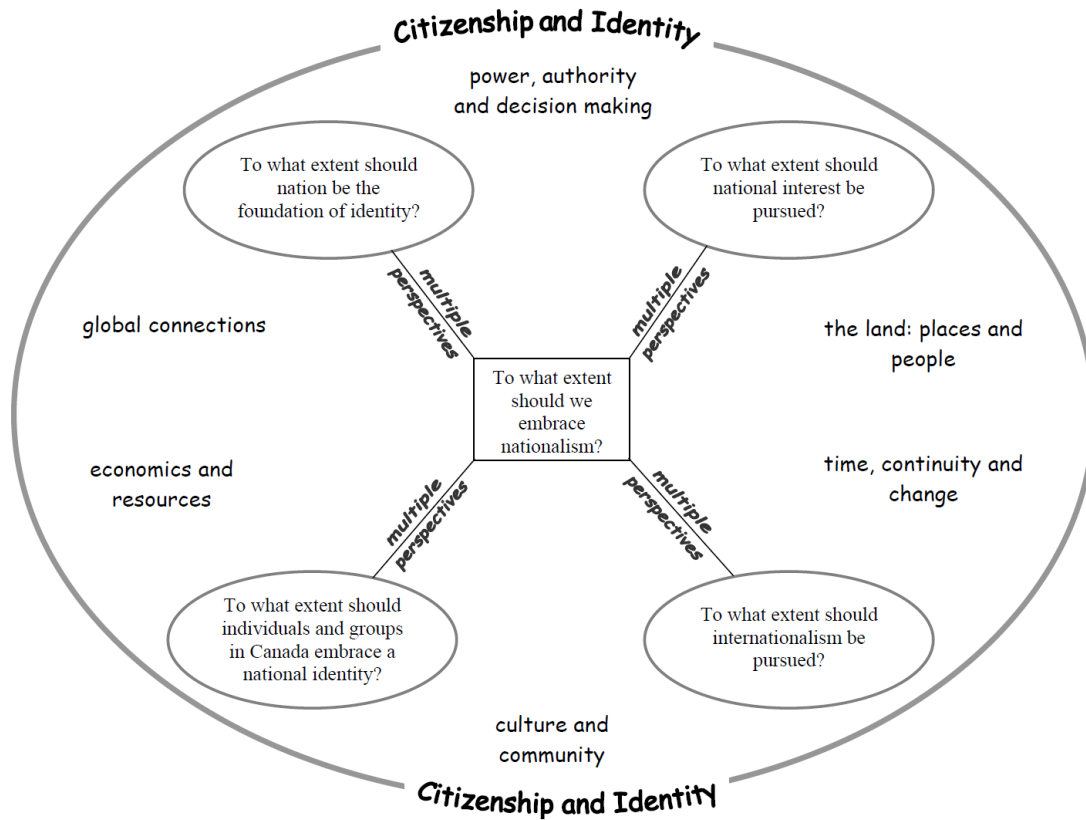 Citizenship and Identity
power, authority
and decision making
To what extent should
nation be the
foundation of identity?
To what extent should
national interest be
pursued?
multiple
perspectives
multiple
perspectives
global connections
the land: places and
people
To what extent
should we
embrace
nationalism?
economics and
resources
time, continuity and
change
multiple
perspectives
multiple
perspectives
To what extent should
individuals and groups
in Canada embrace a
national identity?
To what extent should
internationalism be
pursued?
culture and
community
Citizenship and Identity